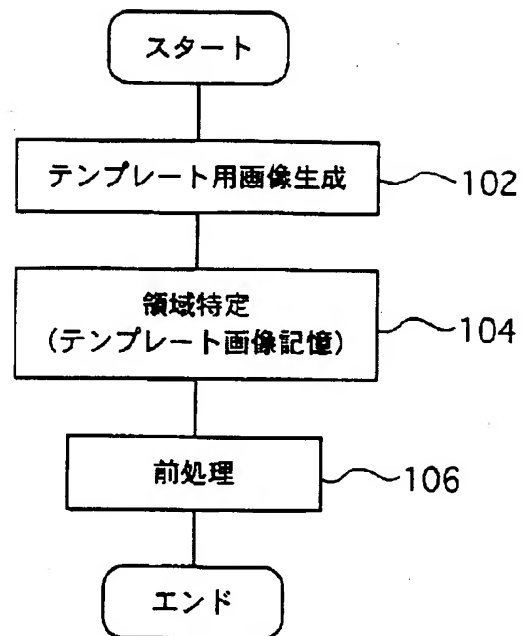 スタート
テンプレート用画像生成
102
領域特定
(テンプレート画像記憶)
104
前処理
106
エンド